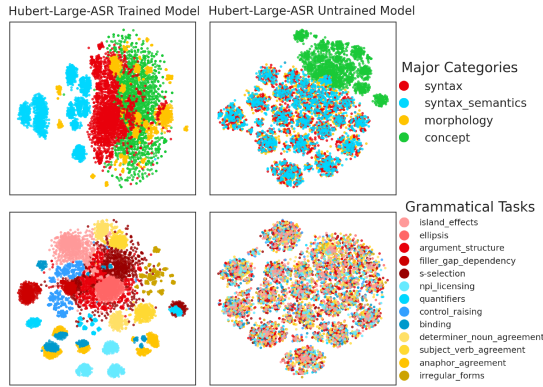 Hubert-Large-ASR Trained Model
Hubert-Large-ASR Untrained Model
Major Categories
syntax
syntax_semantics
morphology
concept
Grammatical Tasks
island_effects
ellipsis
argument_structure
filler_gap_dependency
s-selection
npi_licensing
quantifiers
control_raising
binding
determiner_noun_agreement
subject_verb_agreement
anaphor_agreement
irregular_forms